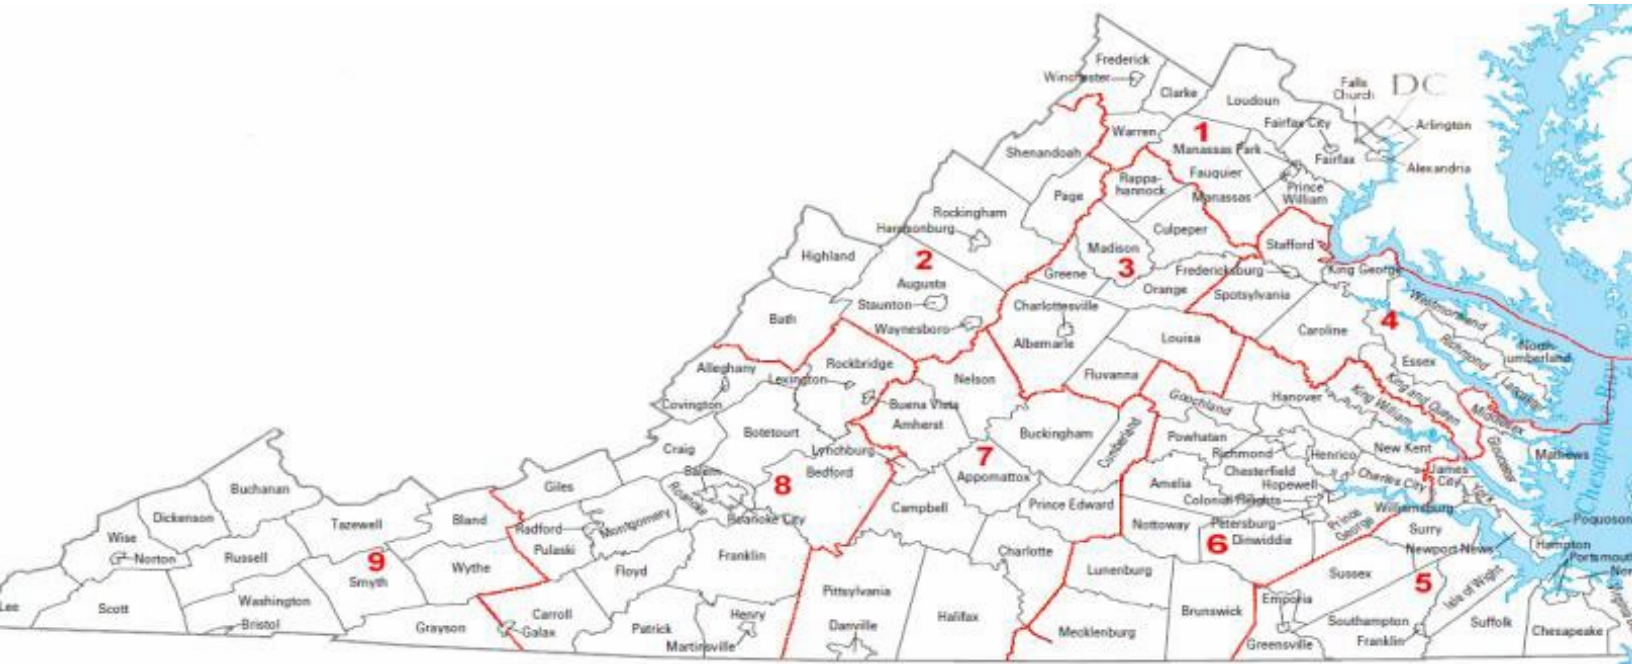 Frederick
Winchester
Clarke
Loudoun
Falls
Church
DC
Arlington
Fairfax City
Warren
1
Manassas Park
Fairfax
Alexandria
Shenandoah
Fauquier
Rappa-
hannock
Page
Manassas
Prince
William
Rockingham
Harrisonburg
Culpeper
Madison
Stafford
Highland
2
3
Fredericksburg
King George
Augusta
Greene
Orange
Spotsylvania
Staunton
Charlottesville
Westmoreland
Bath
Waynesboro
4
Caroline
Albemarle
Louisa
Richmond
North-
umberland
Essex
Alleghany
Rockbridge
Lexington
Nelson
Fluvanna
Lancaster
King and Queen
King William
Hanover
Goochland
Covington
Buena Vista
Amherst
Middlesex
Chesapeake Bay
Botetourt
Buckingham
Cumberland
Powhatan
Craig
Lynchburg
Richmond
Henrico
New Kent
Gloucester
Mathews
Salem
Bedford
7
8
Appomattox
Chesterfield
James
City
Roanoke
Hopewell
Charles City
Buchanan
Giles
Amelia
York
Colonial Heights
Dickenson
Tazewell
Bland
Radford
Montgomery
Roanoke City
Campbell
Prince Edward
Williamsburg
Nottoway
Petersburg
Prince
George
Surry
Poquoson
Wise
Dinwiddie
6
Norton
Russell
9
Pulaski
Franklin
Charlotte
Newport News
Hampton
Portsmouth
Wythe
Floyd
Lunenburg
Sussex
5
Smyth
Isle of Wight
Lee
Scott
Washington
Pittsylvania
Emporia
Carroll
Henry
Halifax
Brunswick
Southampton
Suffolk
Bristol
Grayson
Galax
Patrick
Danville
Mecklenburg
Franklin
Chesapeake
Martinsville
Greensville